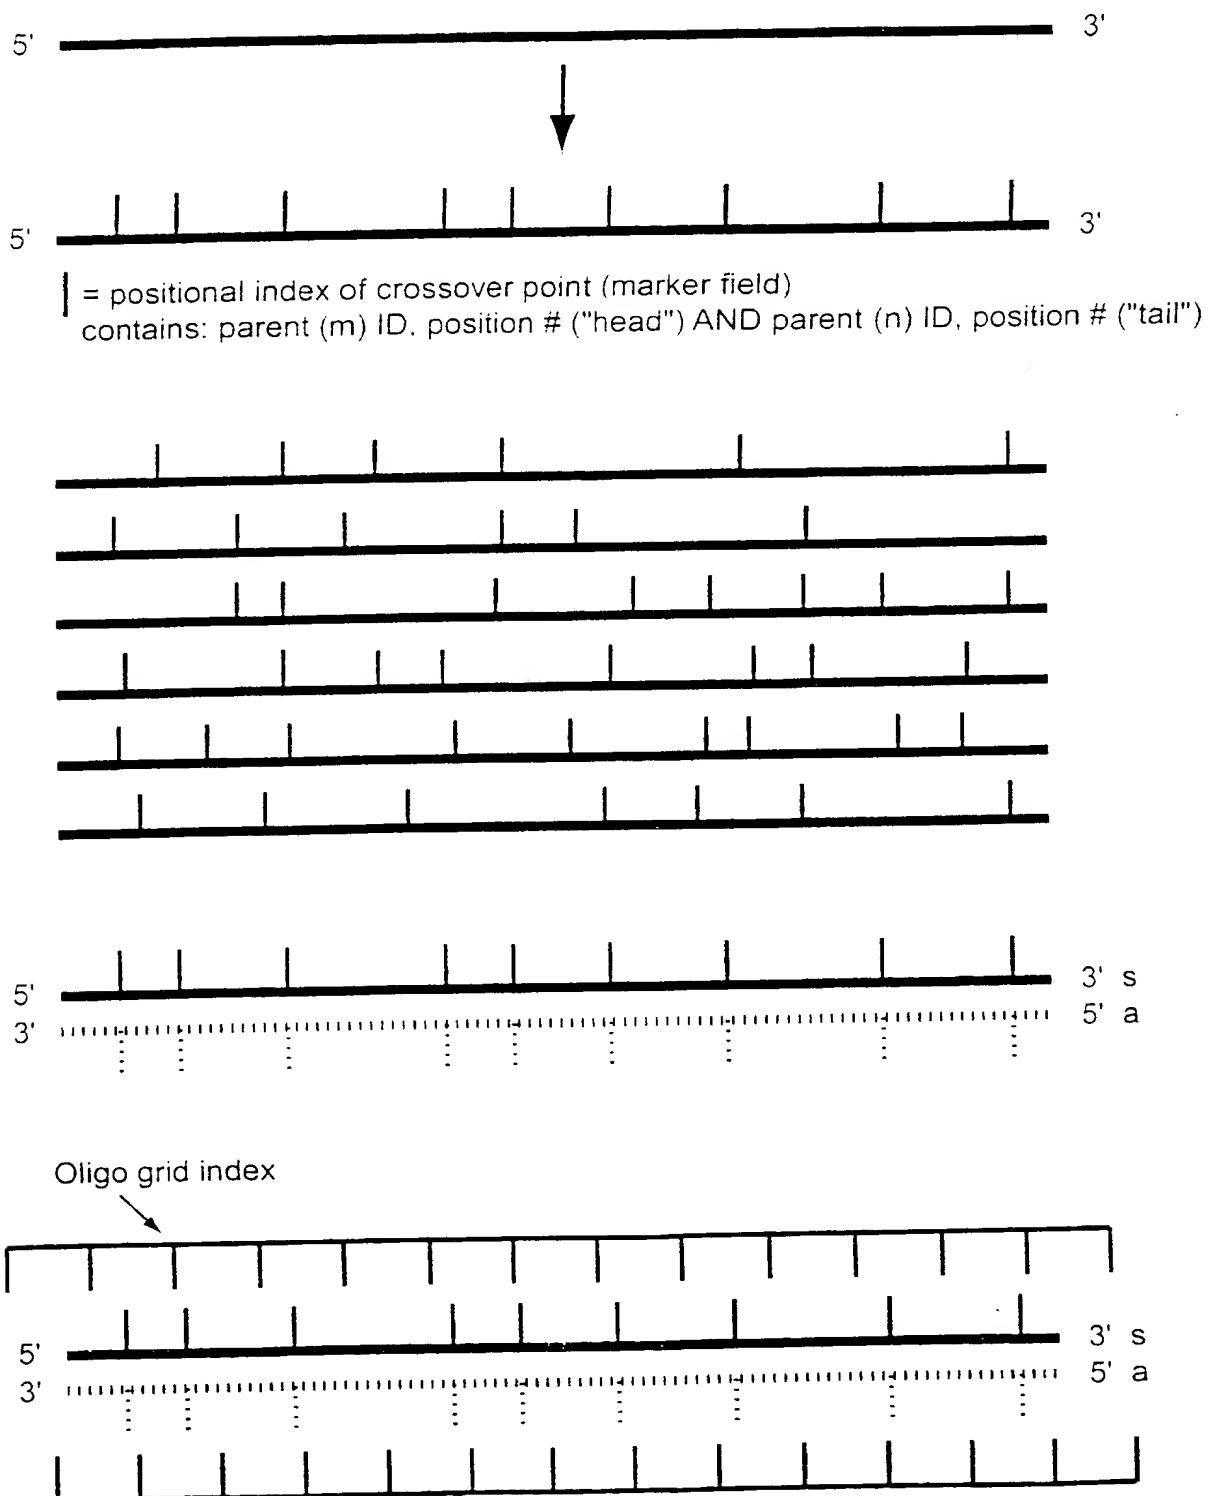 5' 3'
5' 3'
= positional index of crossover point (marker field)
contains: parent (m) ID, position # ("head") AND parent (n) ID, position # ("tail")
5' 3' s
3' 5' a
Oligo grid index
5' 3' s
3' 5' a